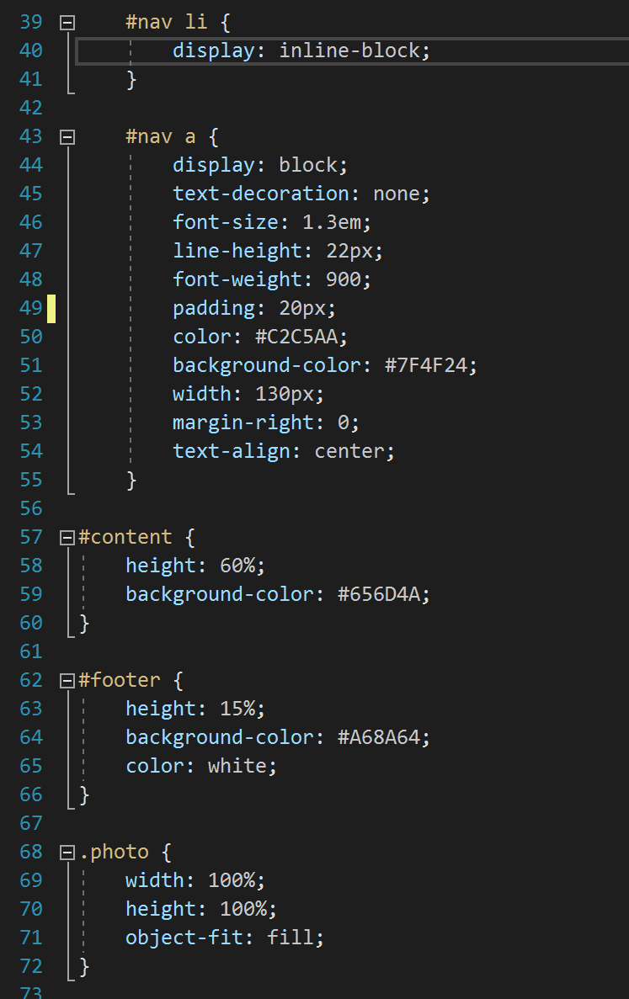 39 #nav li {
40 display: inline-block;
41 }
42
43 #nav a {
44 display: block;
45 text-decoration: none;
46 font-size: 1.3em;
47 line-height: 22px;
48 font-weight: 900;
49 padding: 20px;
50 color: #C2C5AA;
51 background-color: #7F4F24;
52 width: 130px;
53 margin-right: 0;
54 text-align: center;
55 }
56
57 #content {
58 height: 60%;
59 background-color: #656D4A;
60 }
61
62 #footer {
63 height: 15%;
64 background-color: #A68A64;
65 color: white;
66 }
67
68 .photo {
69 width: 100%;
70 height: 100%;
71 object-fit: fill;
72 }
73